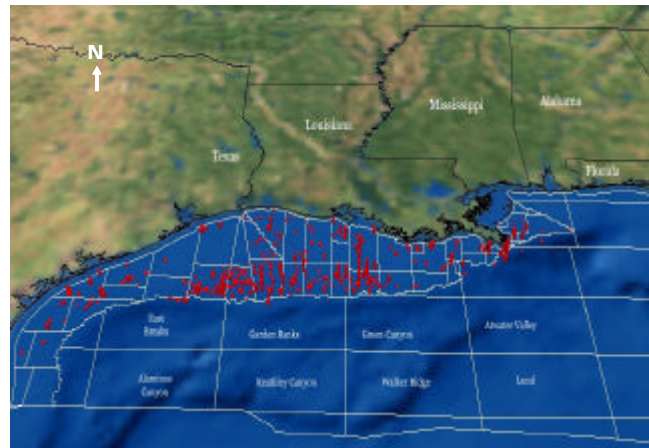 N
Mississippi
Alabama
Louisiana
Texas
Florida
East
Breaks
Garden Banks
Green Canyon
Atwater Valley
Alaminos
Canyon
Keathley Canyon
Walker Ridge
Lund